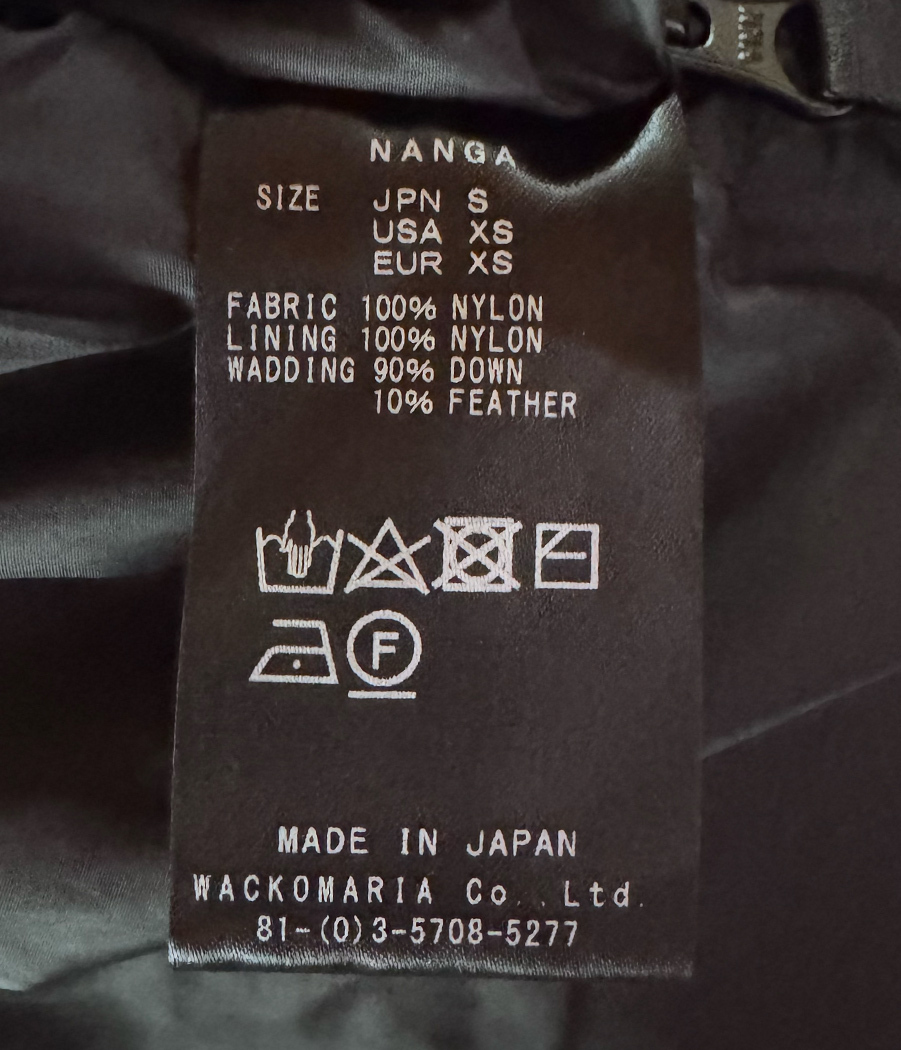 NANGA
SIZE JPN S
USA XS
EUR XS
FABRIC 100% NYLON
LINING 100% NYLON
WADDING 90% DOWN
10% FEATHER
F
MADE IN JAPAN
WACKOMARIA Co..Ltd.
81-(0)3-5708-5277